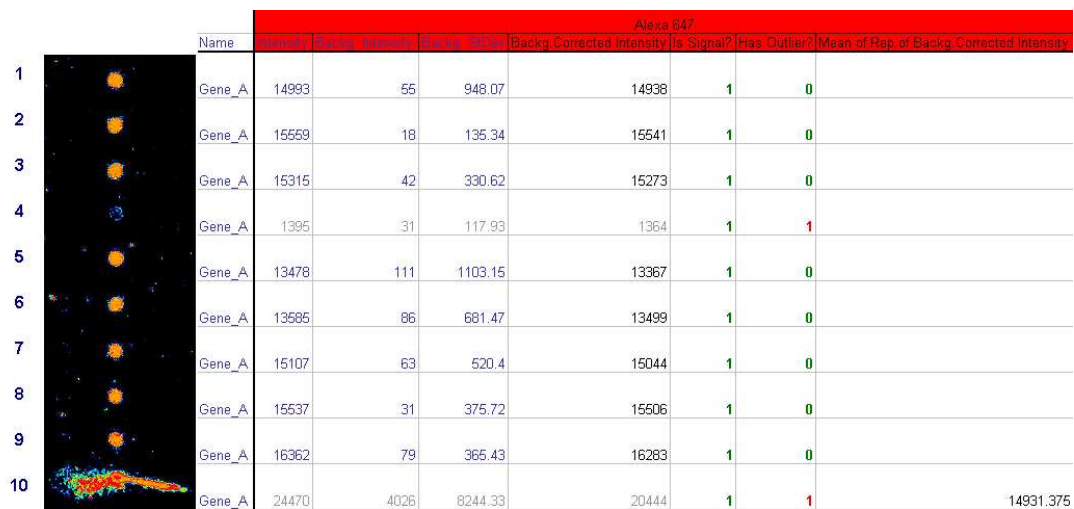 Alexa 647
Name Intensity Backg. Intensity Backg. StDev Backg.Corrected Intensity Is Signal? Has Outlier? Mean of Rep.of Backg.Corrected Intensity
1 Gene_A 14993 55 948.07 14938 1 0
2 Gene_A 15559 18 135.34 15541 1 0
3 Gene_A 15315 42 330.62 15273 1 0
4 Gene_A 1395 31 117.93 1364 1 1
5 Gene_A 13478 111 1103.15 13367 1 0
6 Gene_A 13585 86 681.47 13499 1 0
7 Gene_A 15107 63 520.4 15044 1 0
8 Gene_A 15537 31 375.72 15506 1 0
9 Gene_A 16362 79 365.43 16283 1 0
10 Gene_A 24470 4026 8244.33 20444 1 1 14931.375